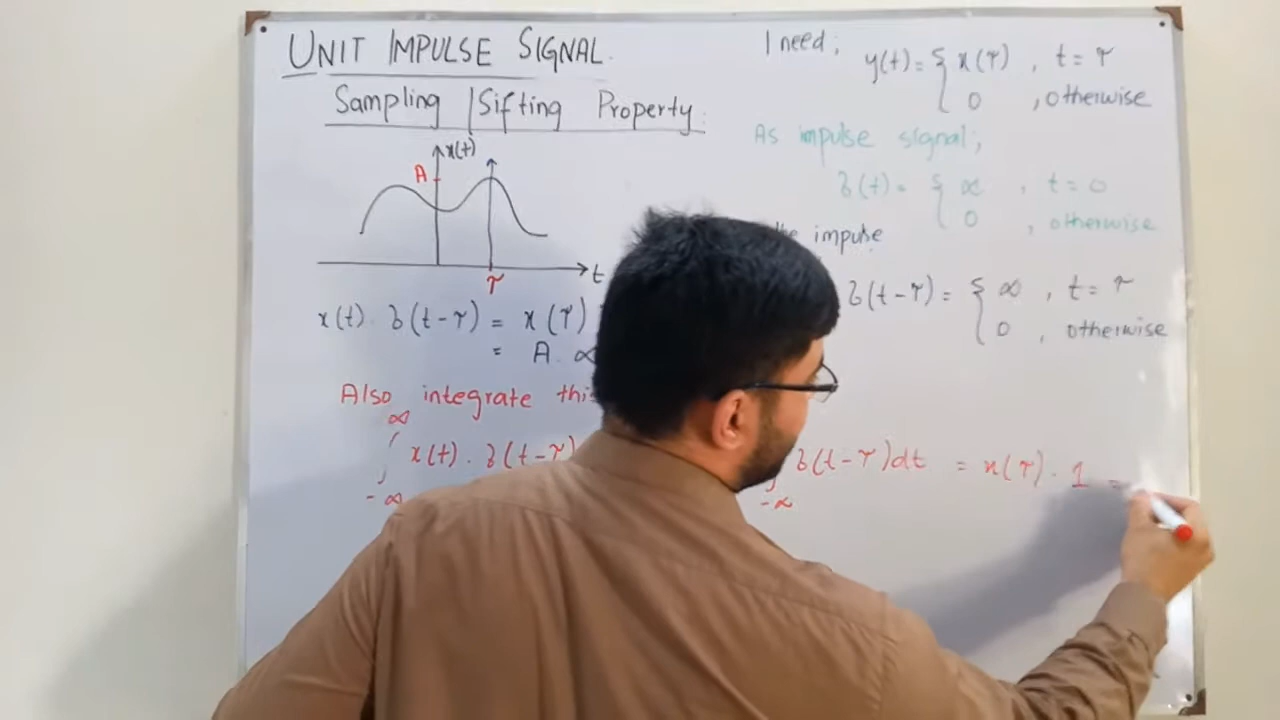 UNIT IMPULSE SIGNAL.
Sampling | Sifting Property:
x(t)
A
t
τ
x(t) · δ(t-τ) = x(τ)
= A · ∞
Also integrate this
∞
∫ x(t) · δ(t-τ)
-∞
I need;
y(t) = { x(τ) , t = τ
0 , otherwise
As impulse signal;
δ(t) = { ∞ , t = 0
0 , otherwise
the impulse
δ(t-τ) = { ∞ , t = τ
0 , otherwise
δ(t-τ)dt = x(τ) · 1 =
-∞